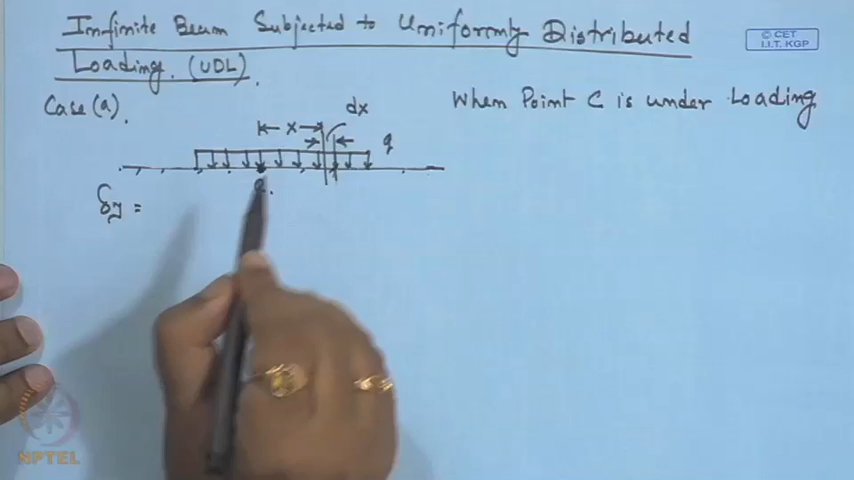 Infinite Beam Subjected to Uniformly Distributed
Loading. (UDL).
© CET
I.I.T. KGP
Case (a).
dx
When Point C is under Loading
x
q
δy =
C.
NPTEL